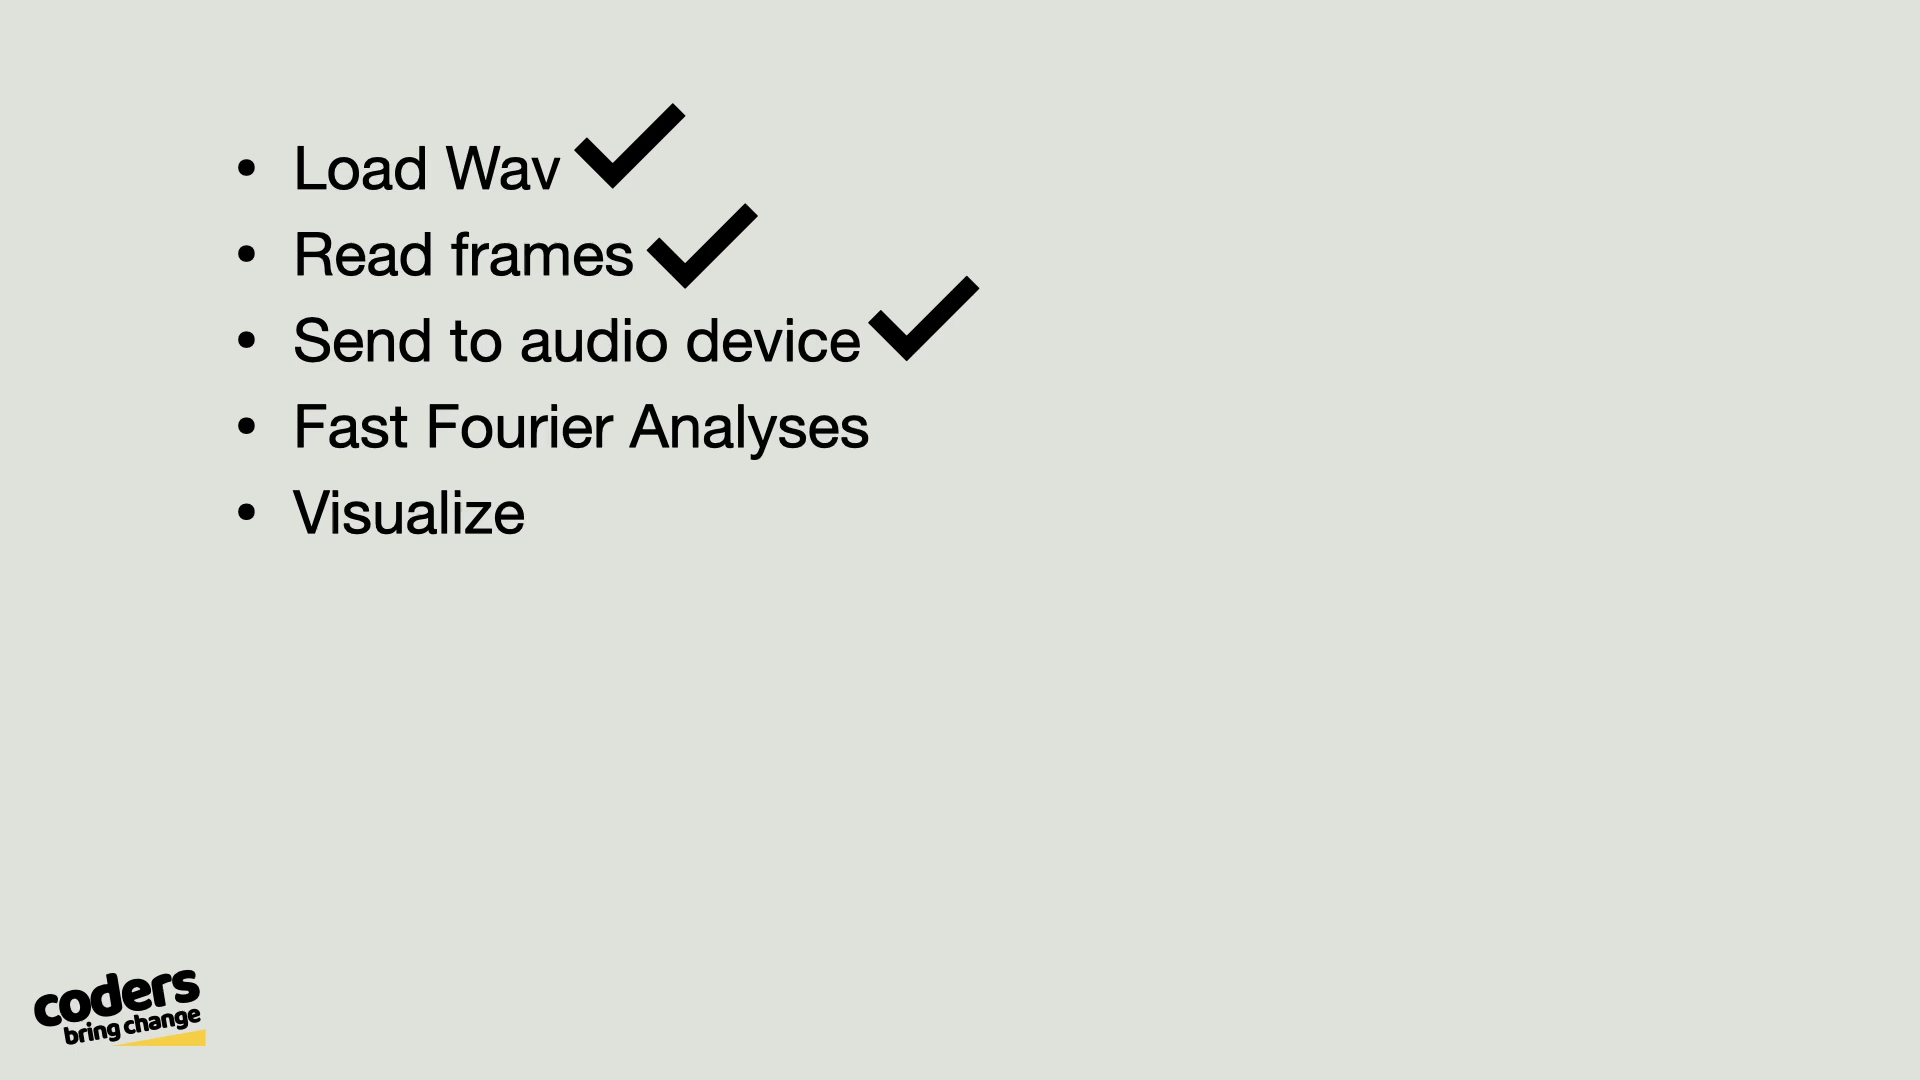 • Load Wav ✓
• Read frames ✓
• Send to audio device ✓
• Fast Fourier Analyses
• Visualize
coders
bring change